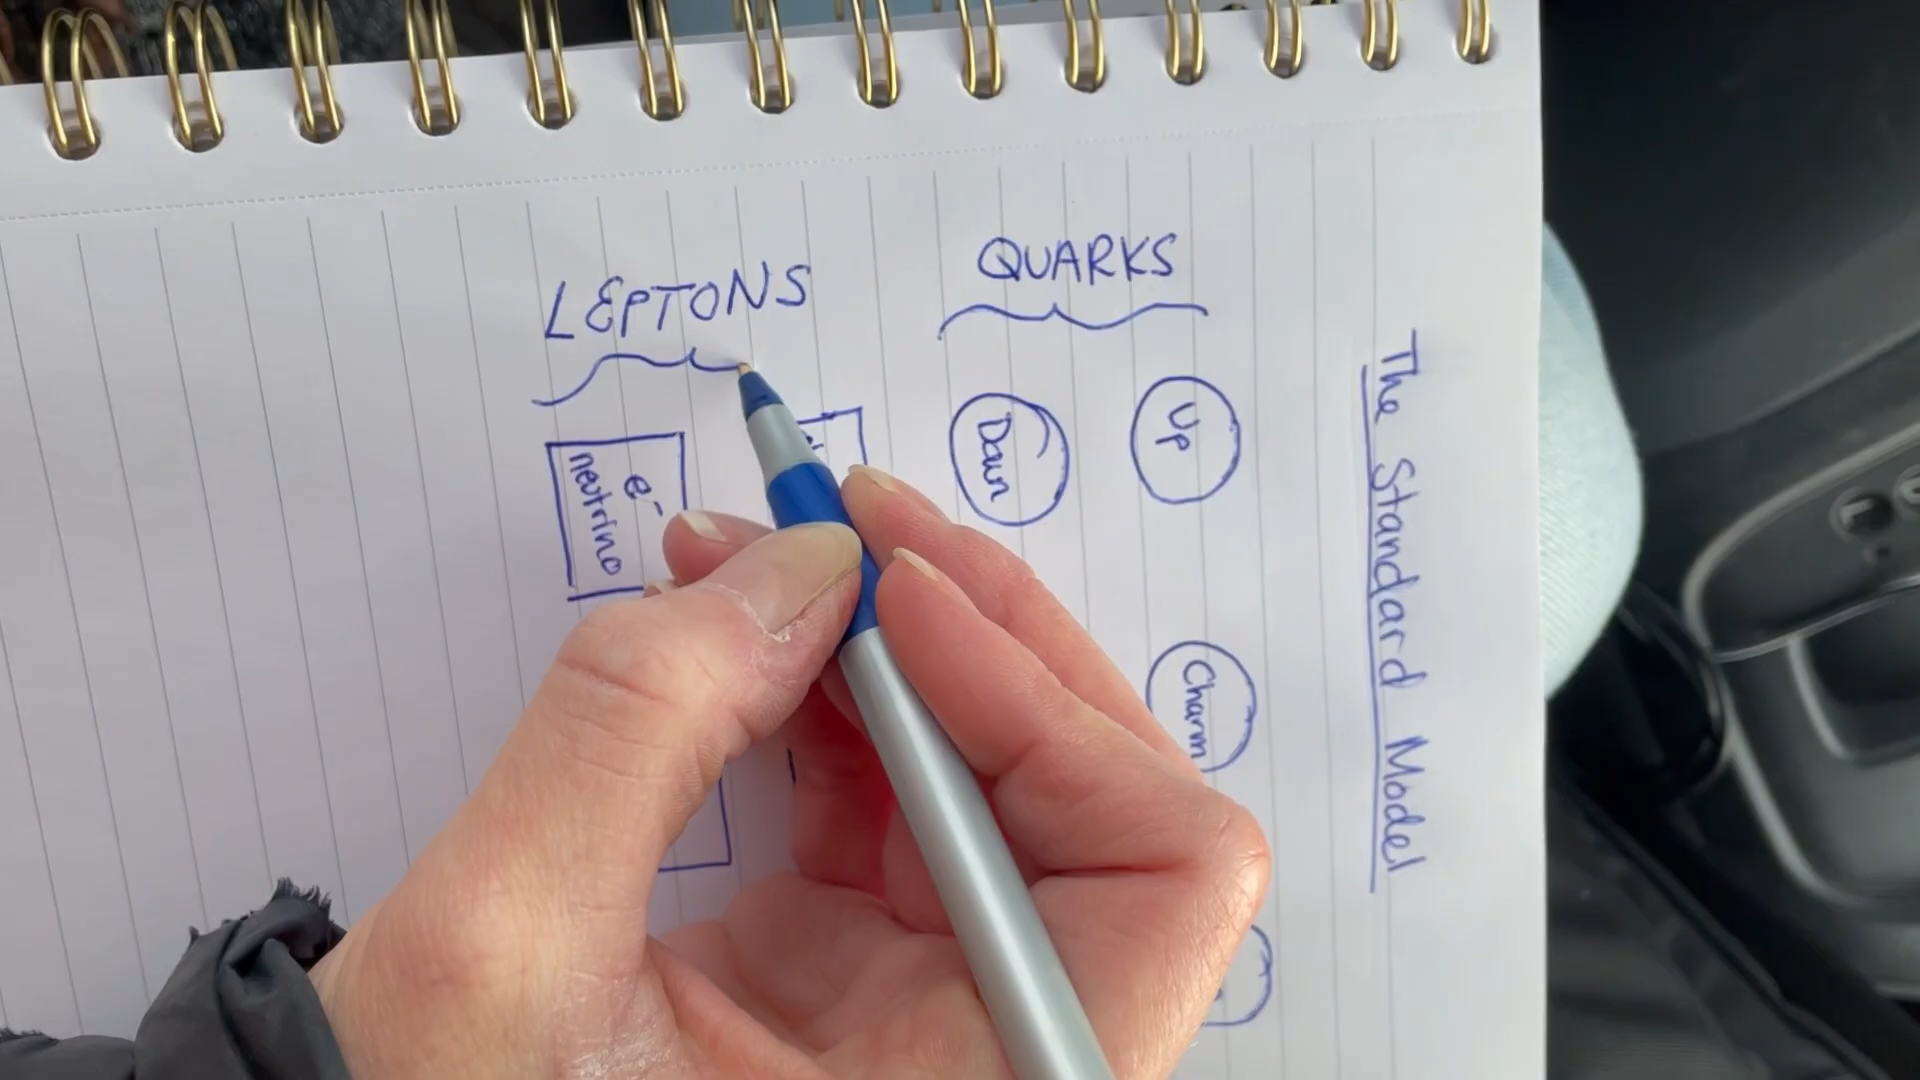 The Standard Model
QUARKS
Up
Down
Charm
LEPTONS
e⁻
neutrino